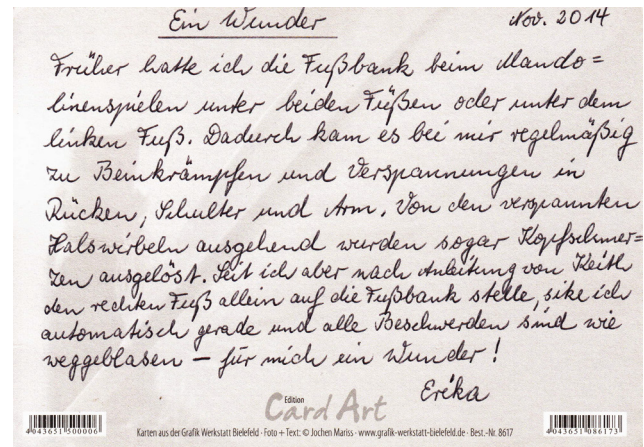 Ein Wunder Nov. 2014
Früher hatte ich die Fußbank beim Mando=
linenspielen unter beiden Füßen oder unter dem
linken Fuß. Dadurch kam es bei mir regelmäßig
zu Beinkrämpfen und Verspannungen in
Rücken, Schulter und Arm. Von den verspannten
Halswirbeln ausgehend wurden sogar Kopfschmer=
zen ausgelöst. Seit ich aber nach Anleitung von Keith
den rechten Fuß allein auf die Fußbank stelle, sitze ich
automatisch gerade und alle Beschwerden sind wie
weggeblasen – für mich ein Wunder!
Erika
Edition
Card Art
4043651500006
Karten aus der Grafik Werkstatt Bielefeld · Foto + Text: © Jochen Mariss · www.grafik-werkstatt-bielefeld.de · Best.-Nr. 8617
4043651086173